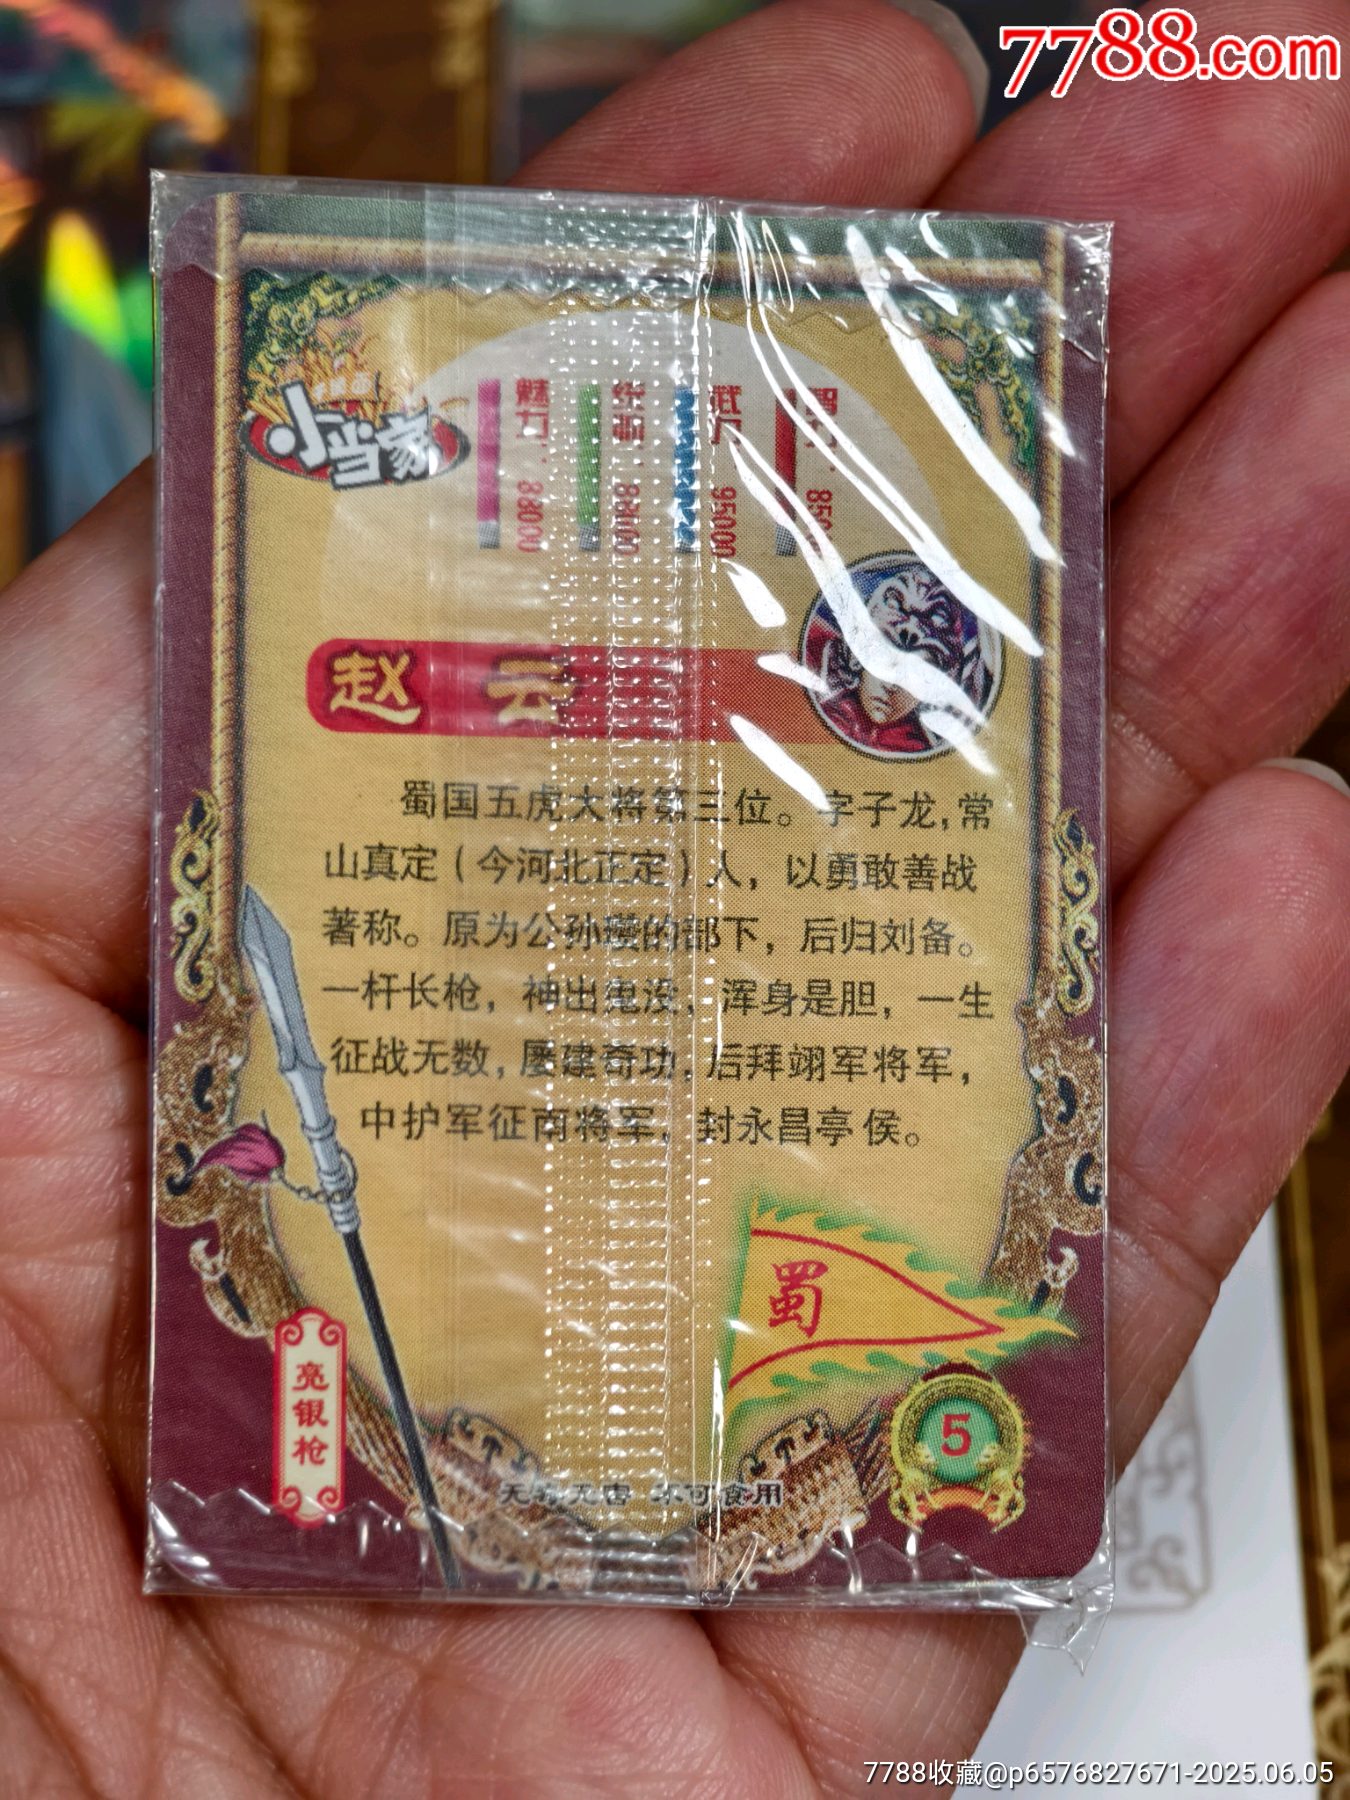 7788.com
小当家
魅力：88000
统帅：88000
武力：95000
赵云
蜀国五虎大将第三位。字子龙，常
山真定（今河北正定）人，以勇敢善战
著称。原为公孙瓒的部下，后归刘备。
一杆长枪，神出鬼没，浑身是胆，一生
征战无数，屡建奇功，后拜翊军将军，
中护军征南将军，封永昌亭侯。
蜀
亮银枪
5
无毒无害 不可食用
7788收藏@p6576827671-2025.06.05